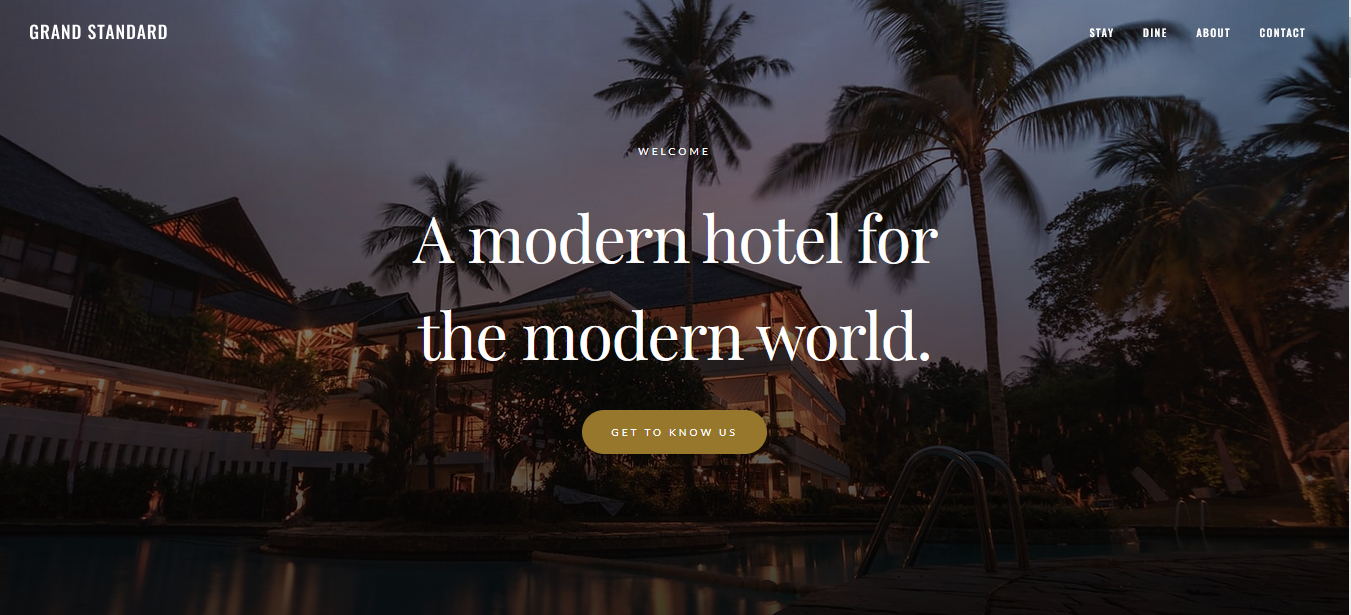 GRAND STANDARD
STAY DINE ABOUT CONTACT
WELCOME
A modern hotel for
the modern world.
GET TO KNOW US